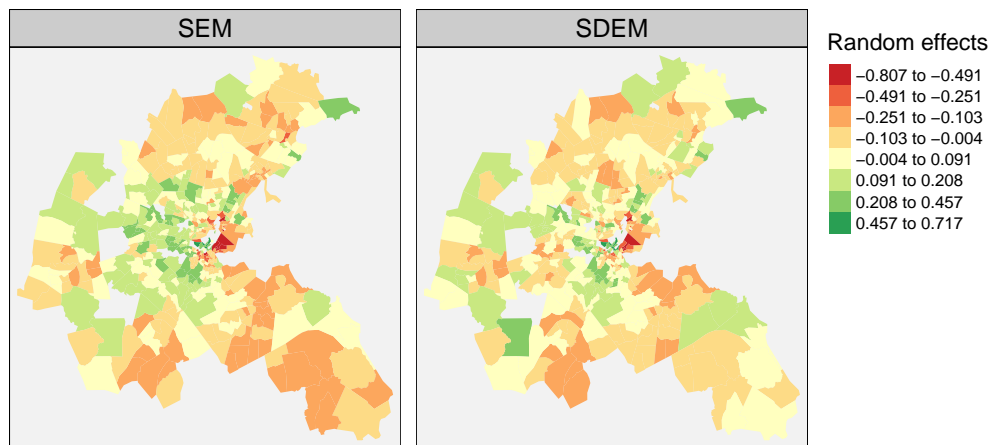 SEM
SDEM
Random effects
−0.807 to −0.491
−0.491 to −0.251
−0.251 to −0.103
−0.103 to −0.004
−0.004 to 0.091
0.091 to 0.208
0.208 to 0.457
0.457 to 0.717